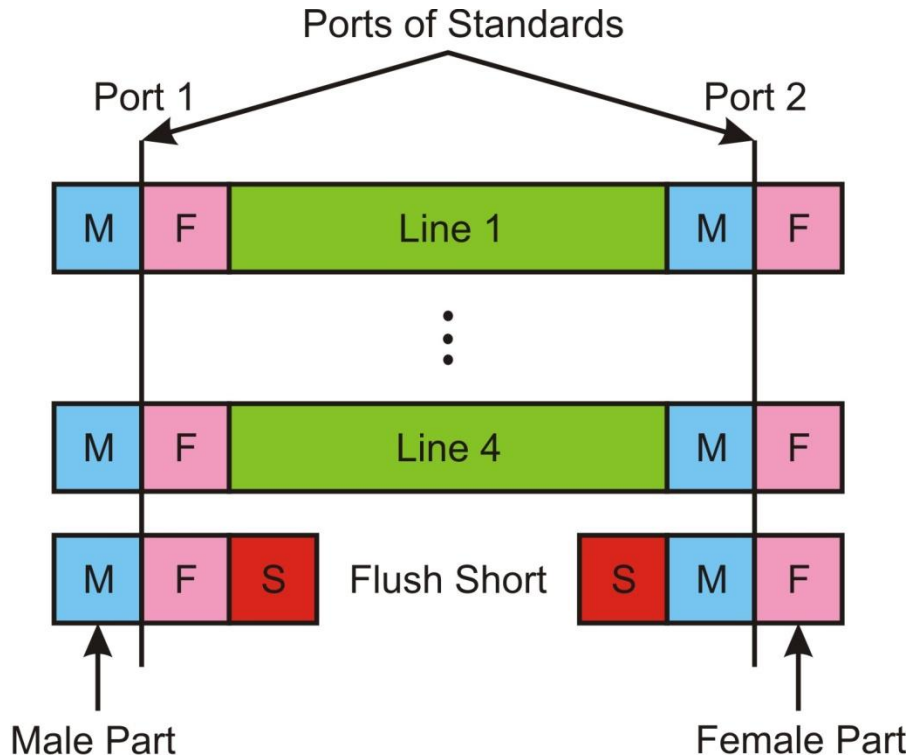 Ports of Standards
Port 1 Port 2
M F Line 1 M F
M F Line 4 M F
M F S Flush Short S M F
Male Part Female Part